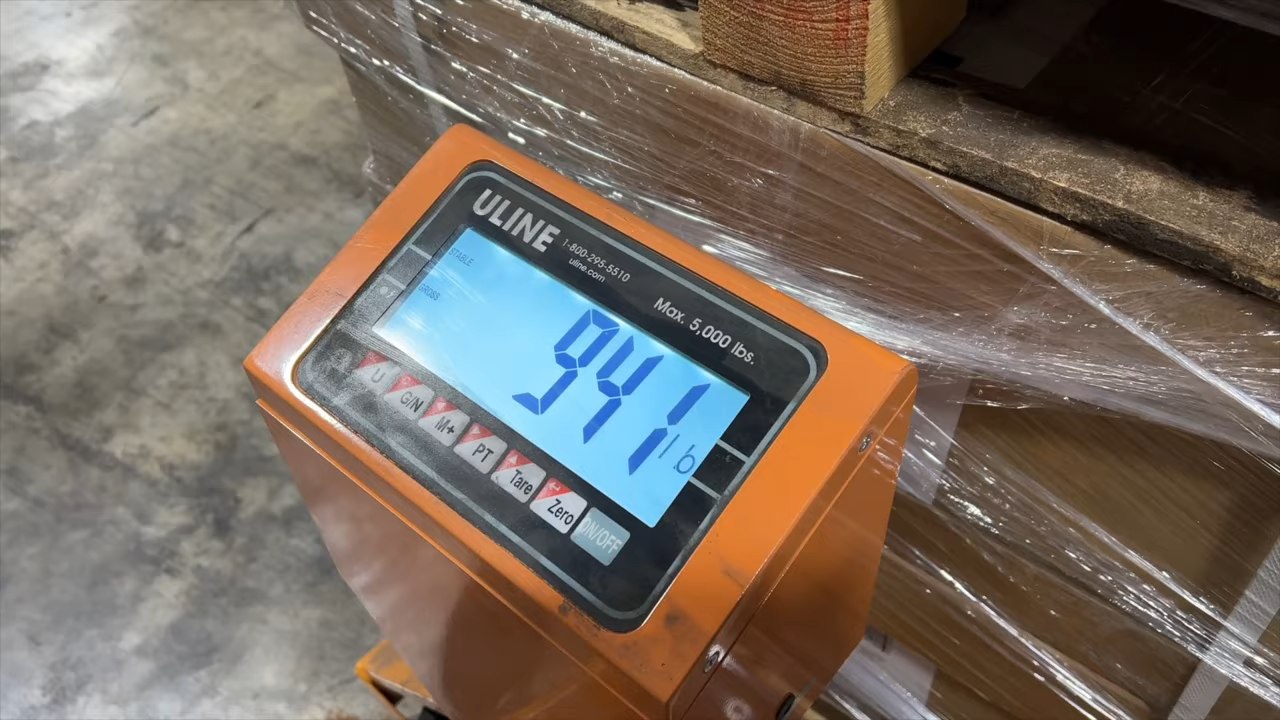 ULINE
1-800-295-5510
uline.com
Max. 5,000 lbs.
STABLE
GROSS
941 lb
U
G/N
M+
PT
Tare
Zero
ON/OFF